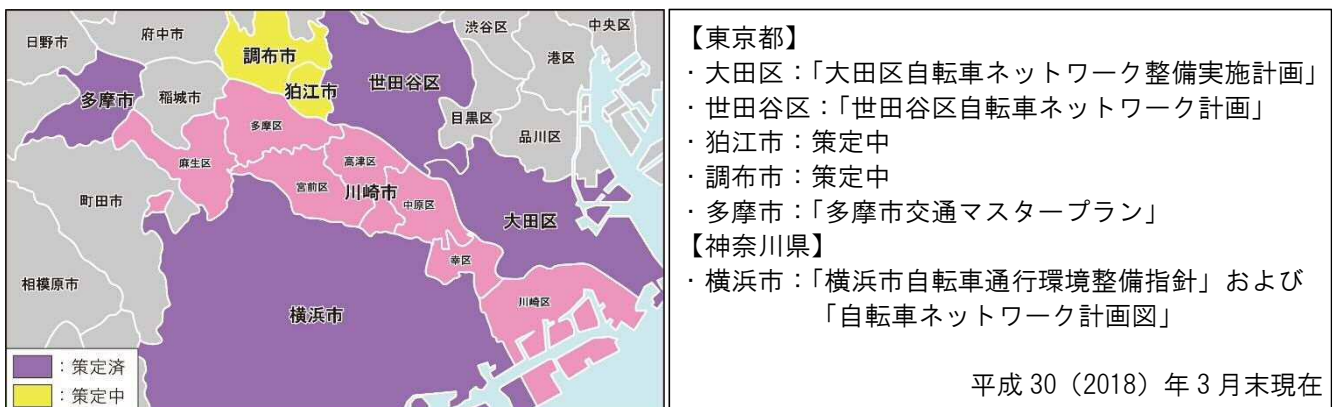 日野市
府中市
渋谷区
中央区
調布市
港区
多摩市
稲城市
狛江市
世田谷区
目黒区
品川区
多摩区
麻生区
高津区
宮前区
川崎市
中原区
町田市
大田区
幸区
相模原市
川崎区
横浜市
：策定済
：策定中
【東京都】
・大田区：「大田区自転車ネットワーク整備実施計画」
・世田谷区：「世田谷区自転車ネットワーク計画」
・狛江市：策定中
・調布市：策定中
・多摩市：「多摩市交通マスタープラン」
【神奈川県】
・横浜市：「横浜市自転車通行環境整備指針」および
「自転車ネットワーク計画図」
平成 30（2018）年 3 月末現在